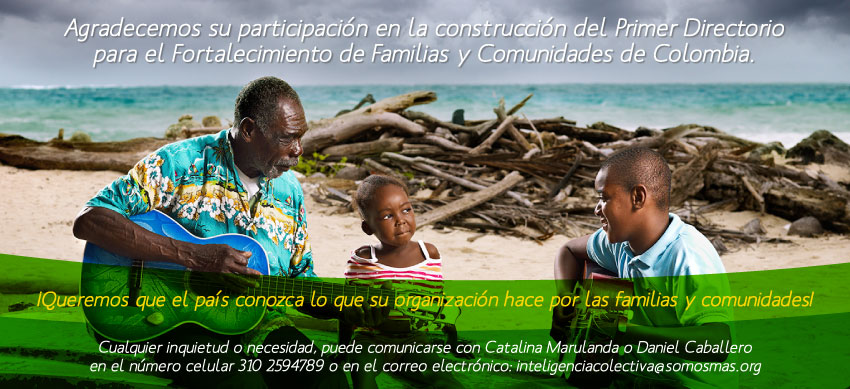 Agradecemos su participación en la construcción del Primer Directorio
para el Fortalecimiento de Familias y Comunidades de Colombia.
¡Queremos que el país conozca lo que su organización hace por las familias y comunidades!
Cualquier inquietud o necesidad, puede comunicarse con Catalina Marulanda o Daniel Caballero
en el número celular 310 2594789 o en el correo electrónico: inteligenciacolectiva@somosmas.org